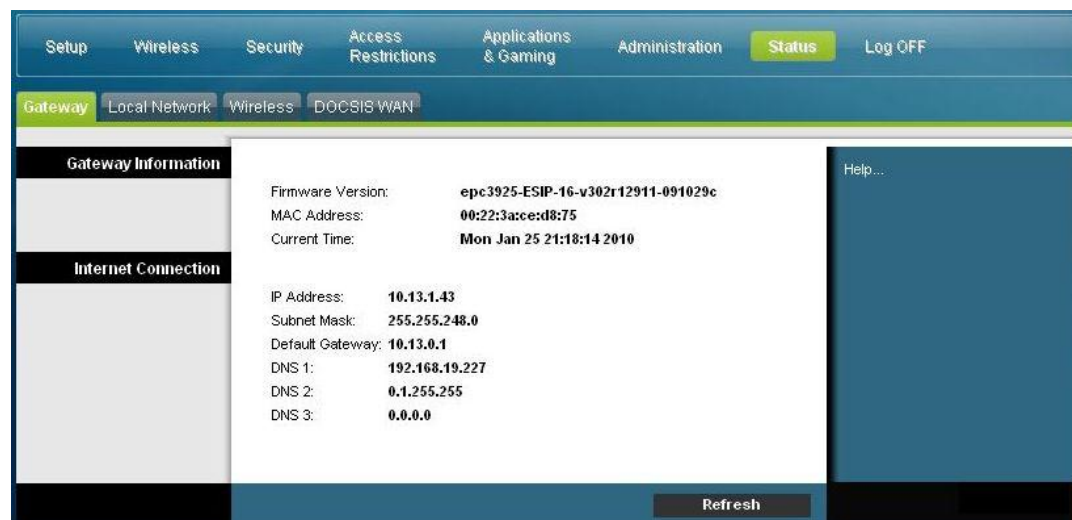 Setup Wireless Security Access Restrictions Applications & Gaming Administration Status Log OFF
Gateway Local Network Wireless DOCSIS WAN
Gateway Information
Help...
Firmware Version: epc3925-ESIP-16-v302r12911-091029c
MAC Address: 00:22:3a:ce:d8:75
Current Time: Mon Jan 25 21:18:14 2010
Internet Connection
IP Address: 10.13.1.43
Subnet Mask: 255.255.248.0
Default Gateway: 10.13.0.1
DNS 1: 192.168.19.227
DNS 2: 0.1.255.255
DNS 3: 0.0.0.0
Refresh